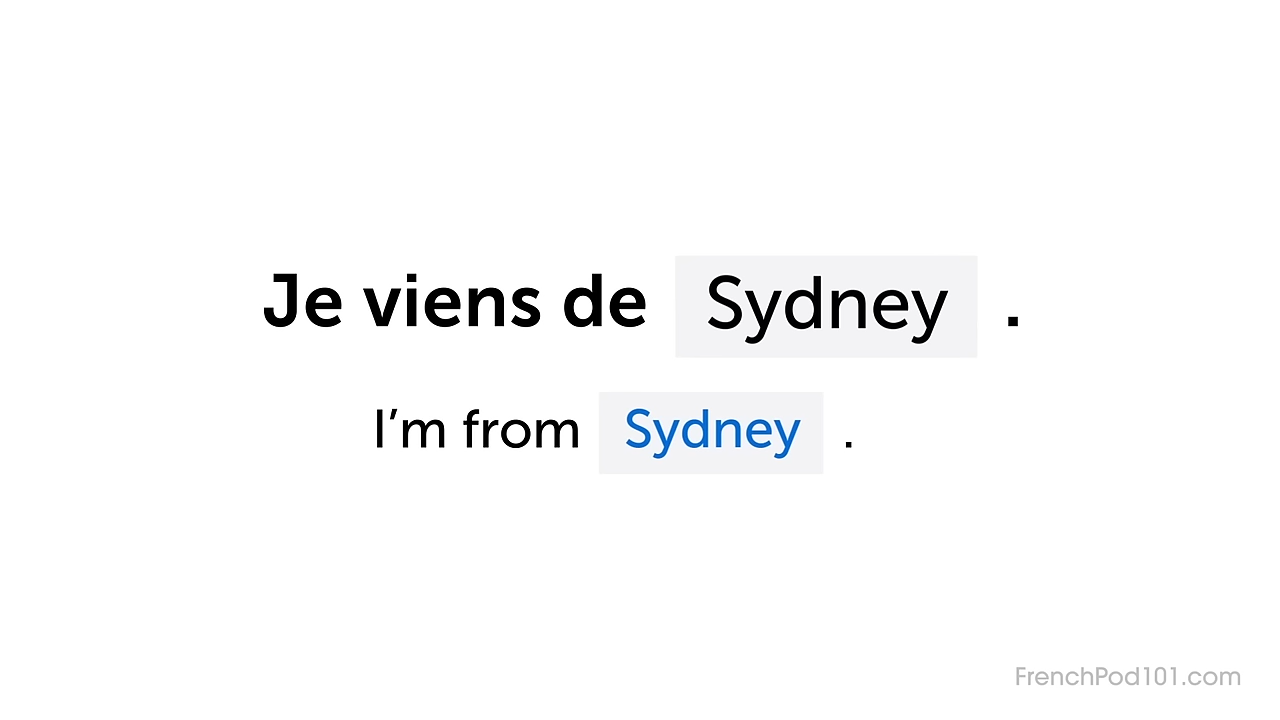 Je viens de Sydney .
I’m from Sydney .
FrenchPod101.com